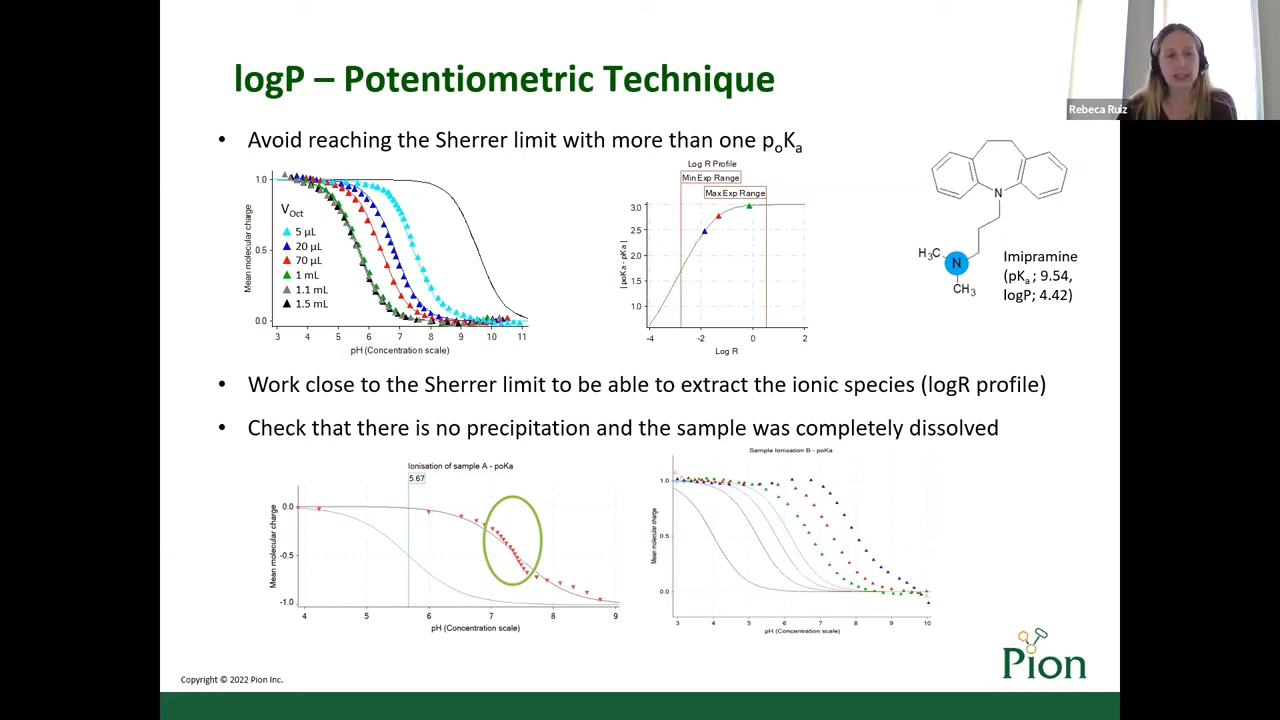 logP – Potentiometric Technique
Rebeca Ruiz
• Avoid reaching the Sherrer limit with more than one poKa
1.0
0.5
0.0
Mean molecular charge
VOct
5 µL
20 µL
70 µL
1 mL
1.1 mL
1.5 mL
3 4 5 6 7 8 9 10 11
pH (Concentration scale)
Log R Profile
Min Exp Range
Max Exp Range
3.0
2.5
2.0
1.5
1.0
| poKa - pKa |
-4 -2 0 2
Log R
N
H₃C
N
CH₃
Imipramine
(pKa ; 9.54,
logP; 4.42)
• Work close to the Sherrer limit to be able to extract the ionic species (logR profile)
• Check that there is no precipitation and the sample was completely dissolved
Ionisation of sample A - poKa
5.67
0.0
-0.5
-1.0
Mean molecular charge
4 5 6 7 8 9
pH (Concentration scale)
Sample Ionisation B - poKa
1.0
0.5
0.0
Mean molecular charge
3 4 5 6 7 8 9 10
pH (Concentration scale)
Pion
Copyright © 2022 Pion Inc.